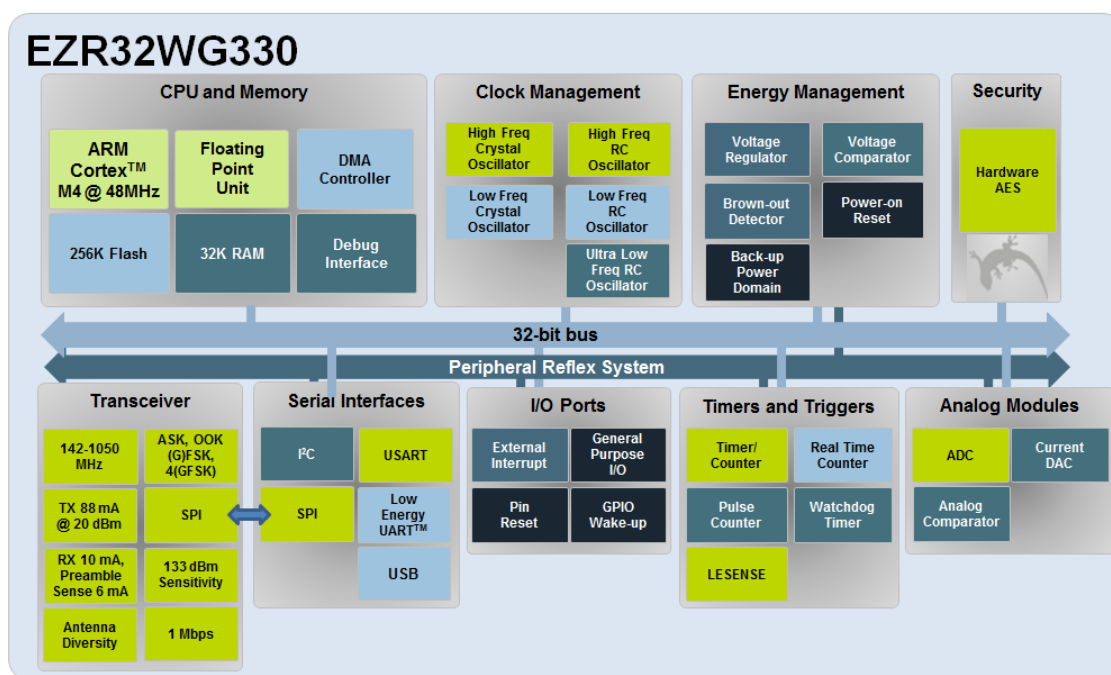 EZR32WG330
CPU and Memory
ARM
Cortex™
M4 @ 48MHz
Floating
Point
Unit
DMA
Controller
256K Flash
32K RAM
Debug
Interface
Clock Management
High Freq
Crystal
Oscillator
High Freq
RC
Oscillator
Low Freq
Crystal
Oscillator
Low Freq
RC
Oscillator
Ultra Low
Freq RC
Oscillator
Energy Management
Voltage
Regulator
Voltage
Comparator
Brown-out
Detector
Power-on
Reset
Back-up
Power
Domain
Security
Hardware
AES
32-bit bus
Peripheral Reflex System
Transceiver
142-1050
MHz
ASK, OOK
(G)FSK,
4(GFSK)
TX 88 mA
@ 20 dBm
SPI
RX 10 mA,
Preamble
Sense 6 mA
133 dBm
Sensitivity
Antenna
Diversity
1 Mbps
Serial Interfaces
I²C
USART
SPI
Low
Energy
UART™
USB
I/O Ports
External
Interrupt
General
Purpose
I/O
Pin
Reset
GPIO
Wake-up
Timers and Triggers
Timer/
Counter
Real Time
Counter
Pulse
Counter
Watchdog
Timer
LESENSE
Analog Modules
ADC
Current
DAC
Analog
Comparator